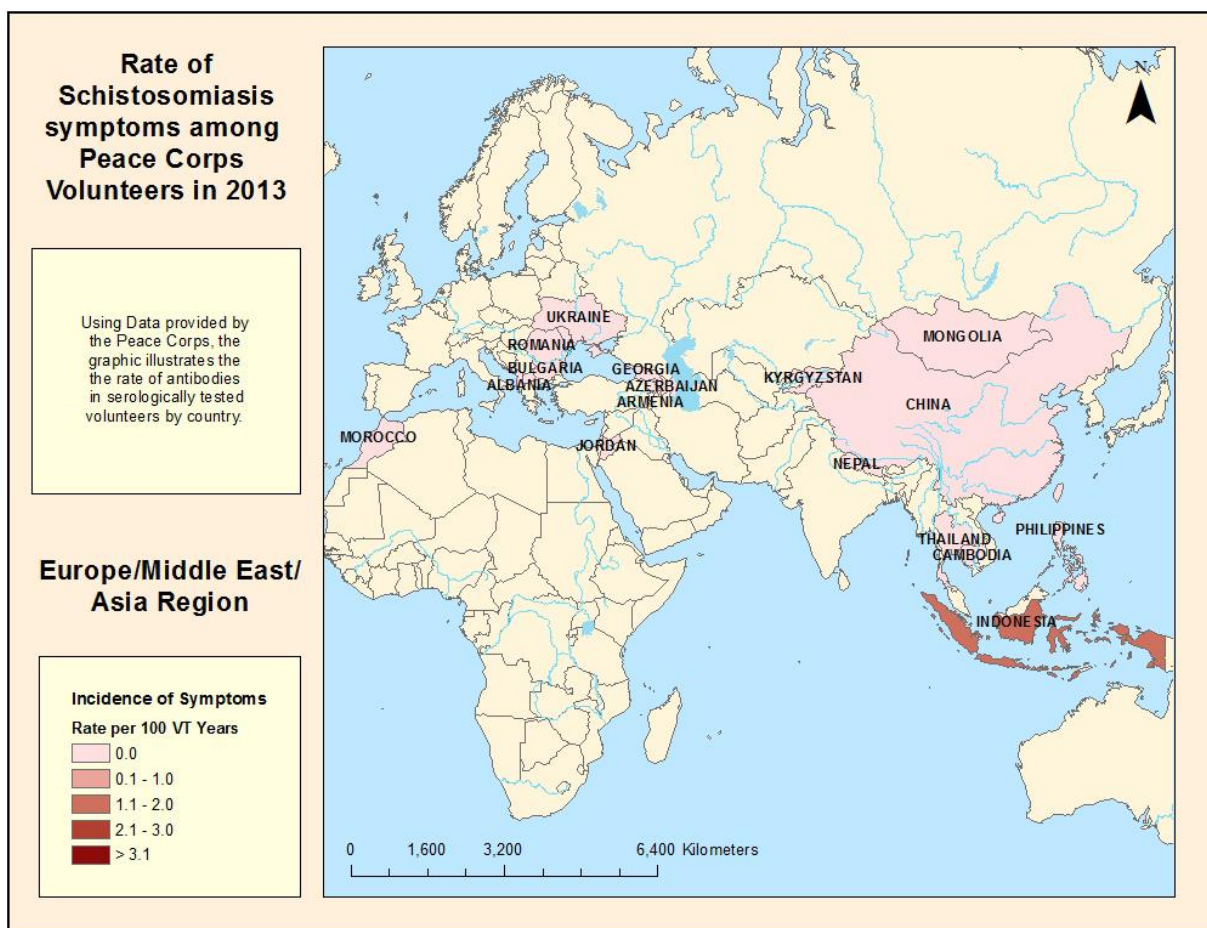 Rate of
Schistosomiasis
symptoms among
Peace Corps
Volunteers in 2013
Using Data provided by
the Peace Corps, the
graphic illustrates the
the rate of antibodies
in serologically tested
volunteers by country.
Europe/Middle East/
Asia Region
Incidence of Symptoms
Rate per 100 VT Years
0.0
0.1 - 1.0
1.1 - 2.0
2.1 - 3.0
> 3.1
N
UKRAINE
MONGOLIA
ROMANIA
BULGARIA
GEORGIA
KYRGYZSTAN
ALBANIA
AZERBAIJAN
ARMENIA
CHINA
MOROCCO
JORDAN
NEPAL
PHILIPPINES
THAILAND
CAMBODIA
INDONESIA
0 1,600 3,200 6,400 Kilometers